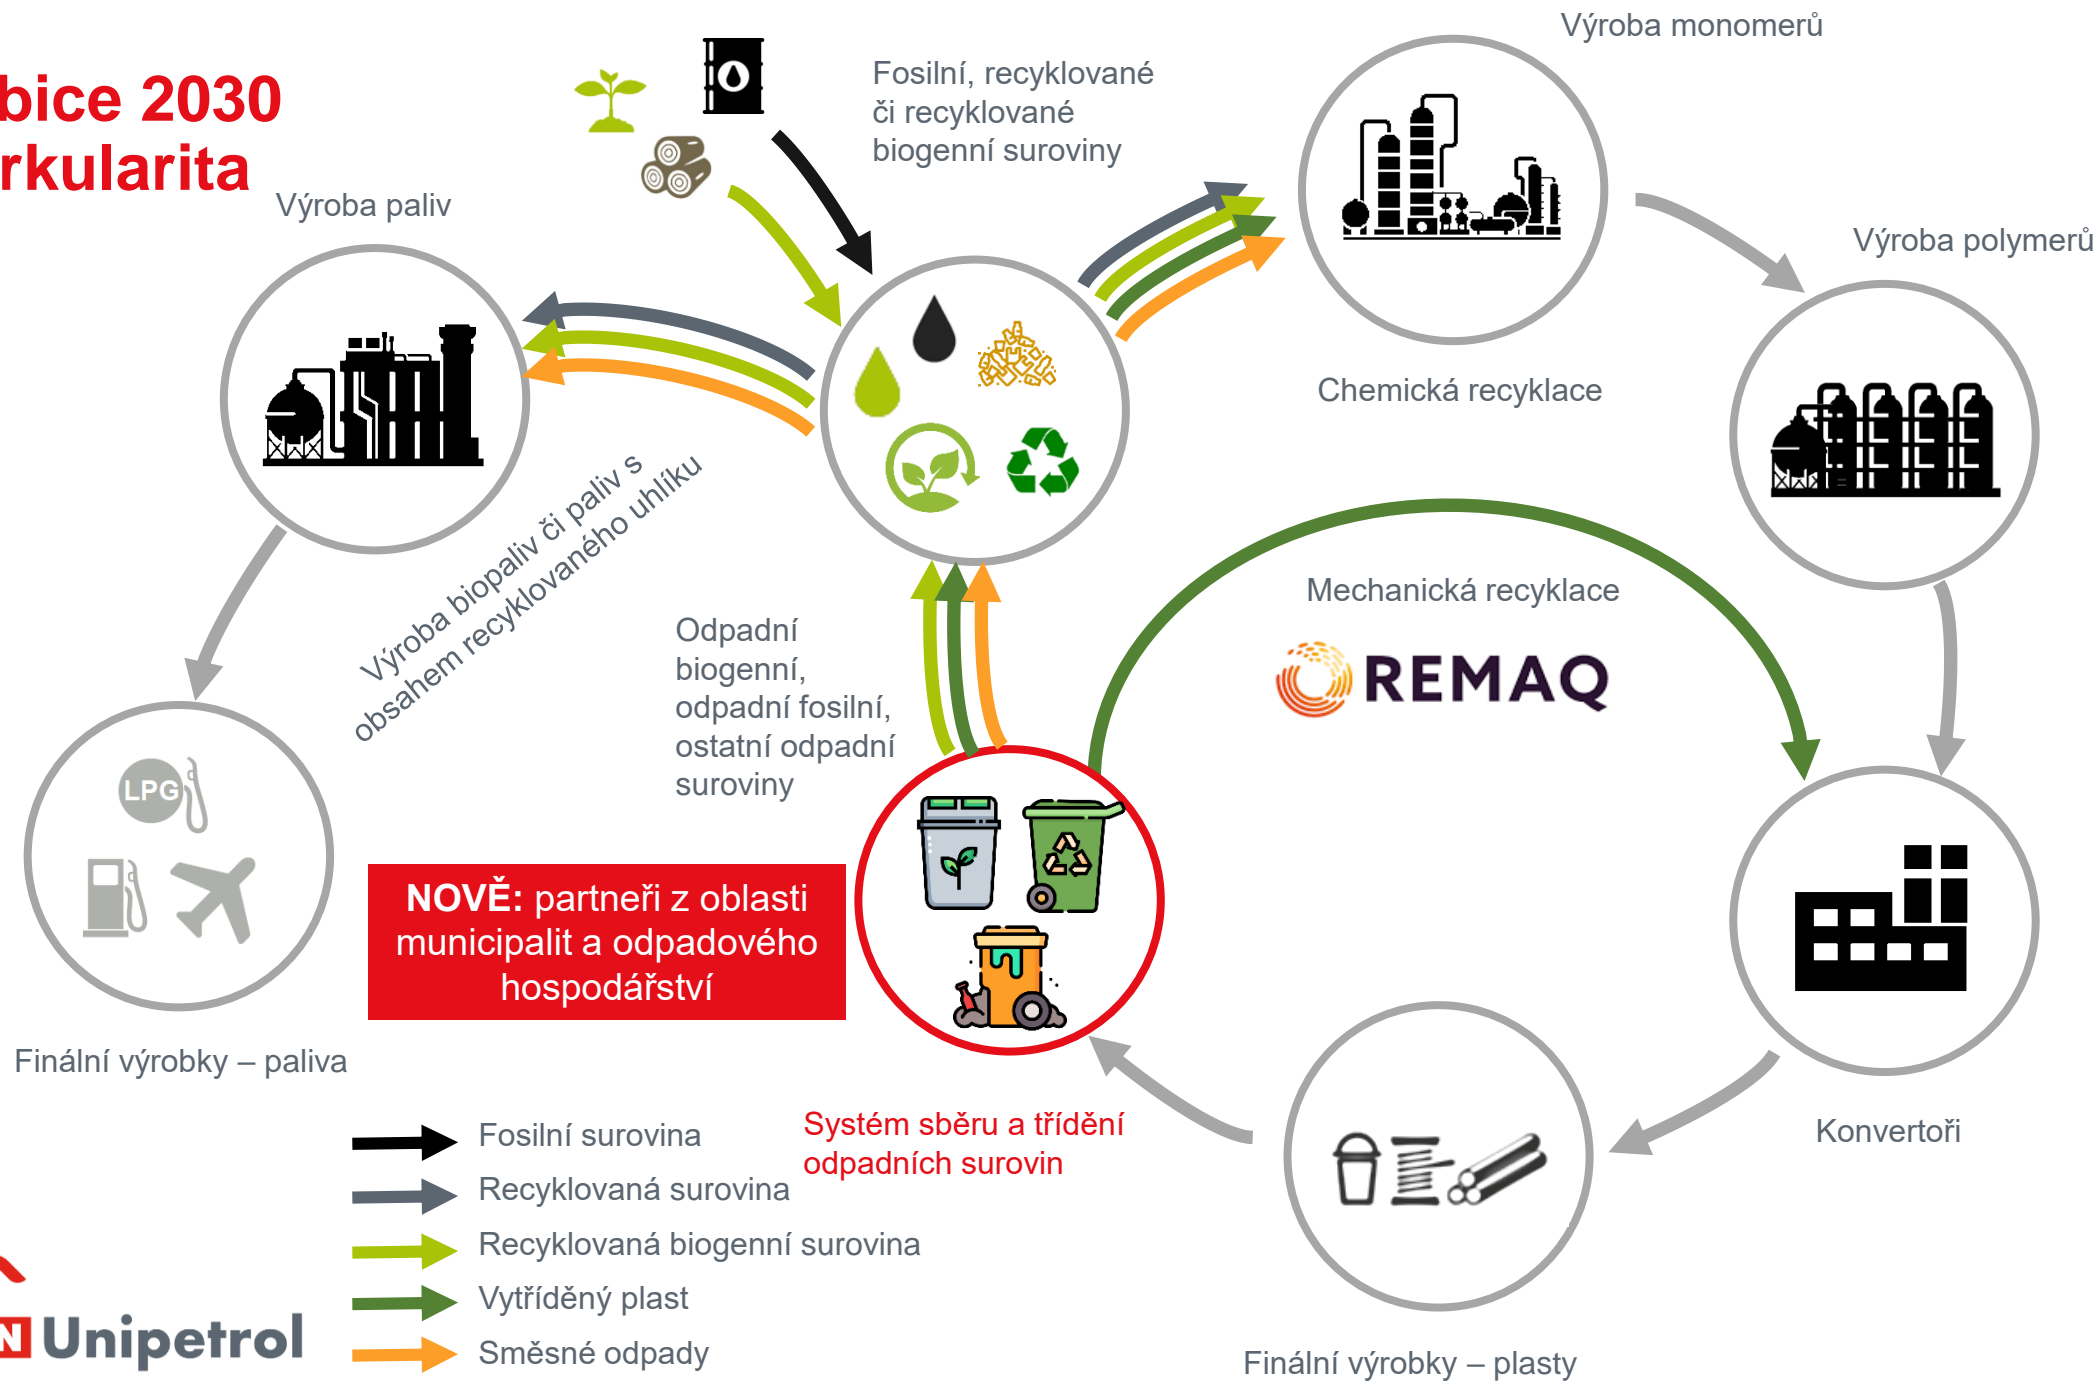 bice 2030
rkularita
Výroba paliv
Fosilní, recyklované
či recyklované
biogenní suroviny
Výroba monomerů
Výroba polymerů
Chemická recyklace
Výroba biopaliv či paliv s
obsahem recyklovaného uhlíku
Odpadní
biogenní,
odpadní fosilní,
ostatní odpadní
suroviny
Mechanická recyklace
REMAQ
LPG
NOVĚ: partneři z oblasti
municipalit a odpadového
hospodářství
Finální výrobky – paliva
Systém sběru a třídění
odpadních surovin
Konvertoři
Fosilní surovina
Recyklovaná surovina
Recyklovaná biogenní surovina
Vytříděný plast
Směsné odpady
N Unipetrol
Finální výrobky – plasty